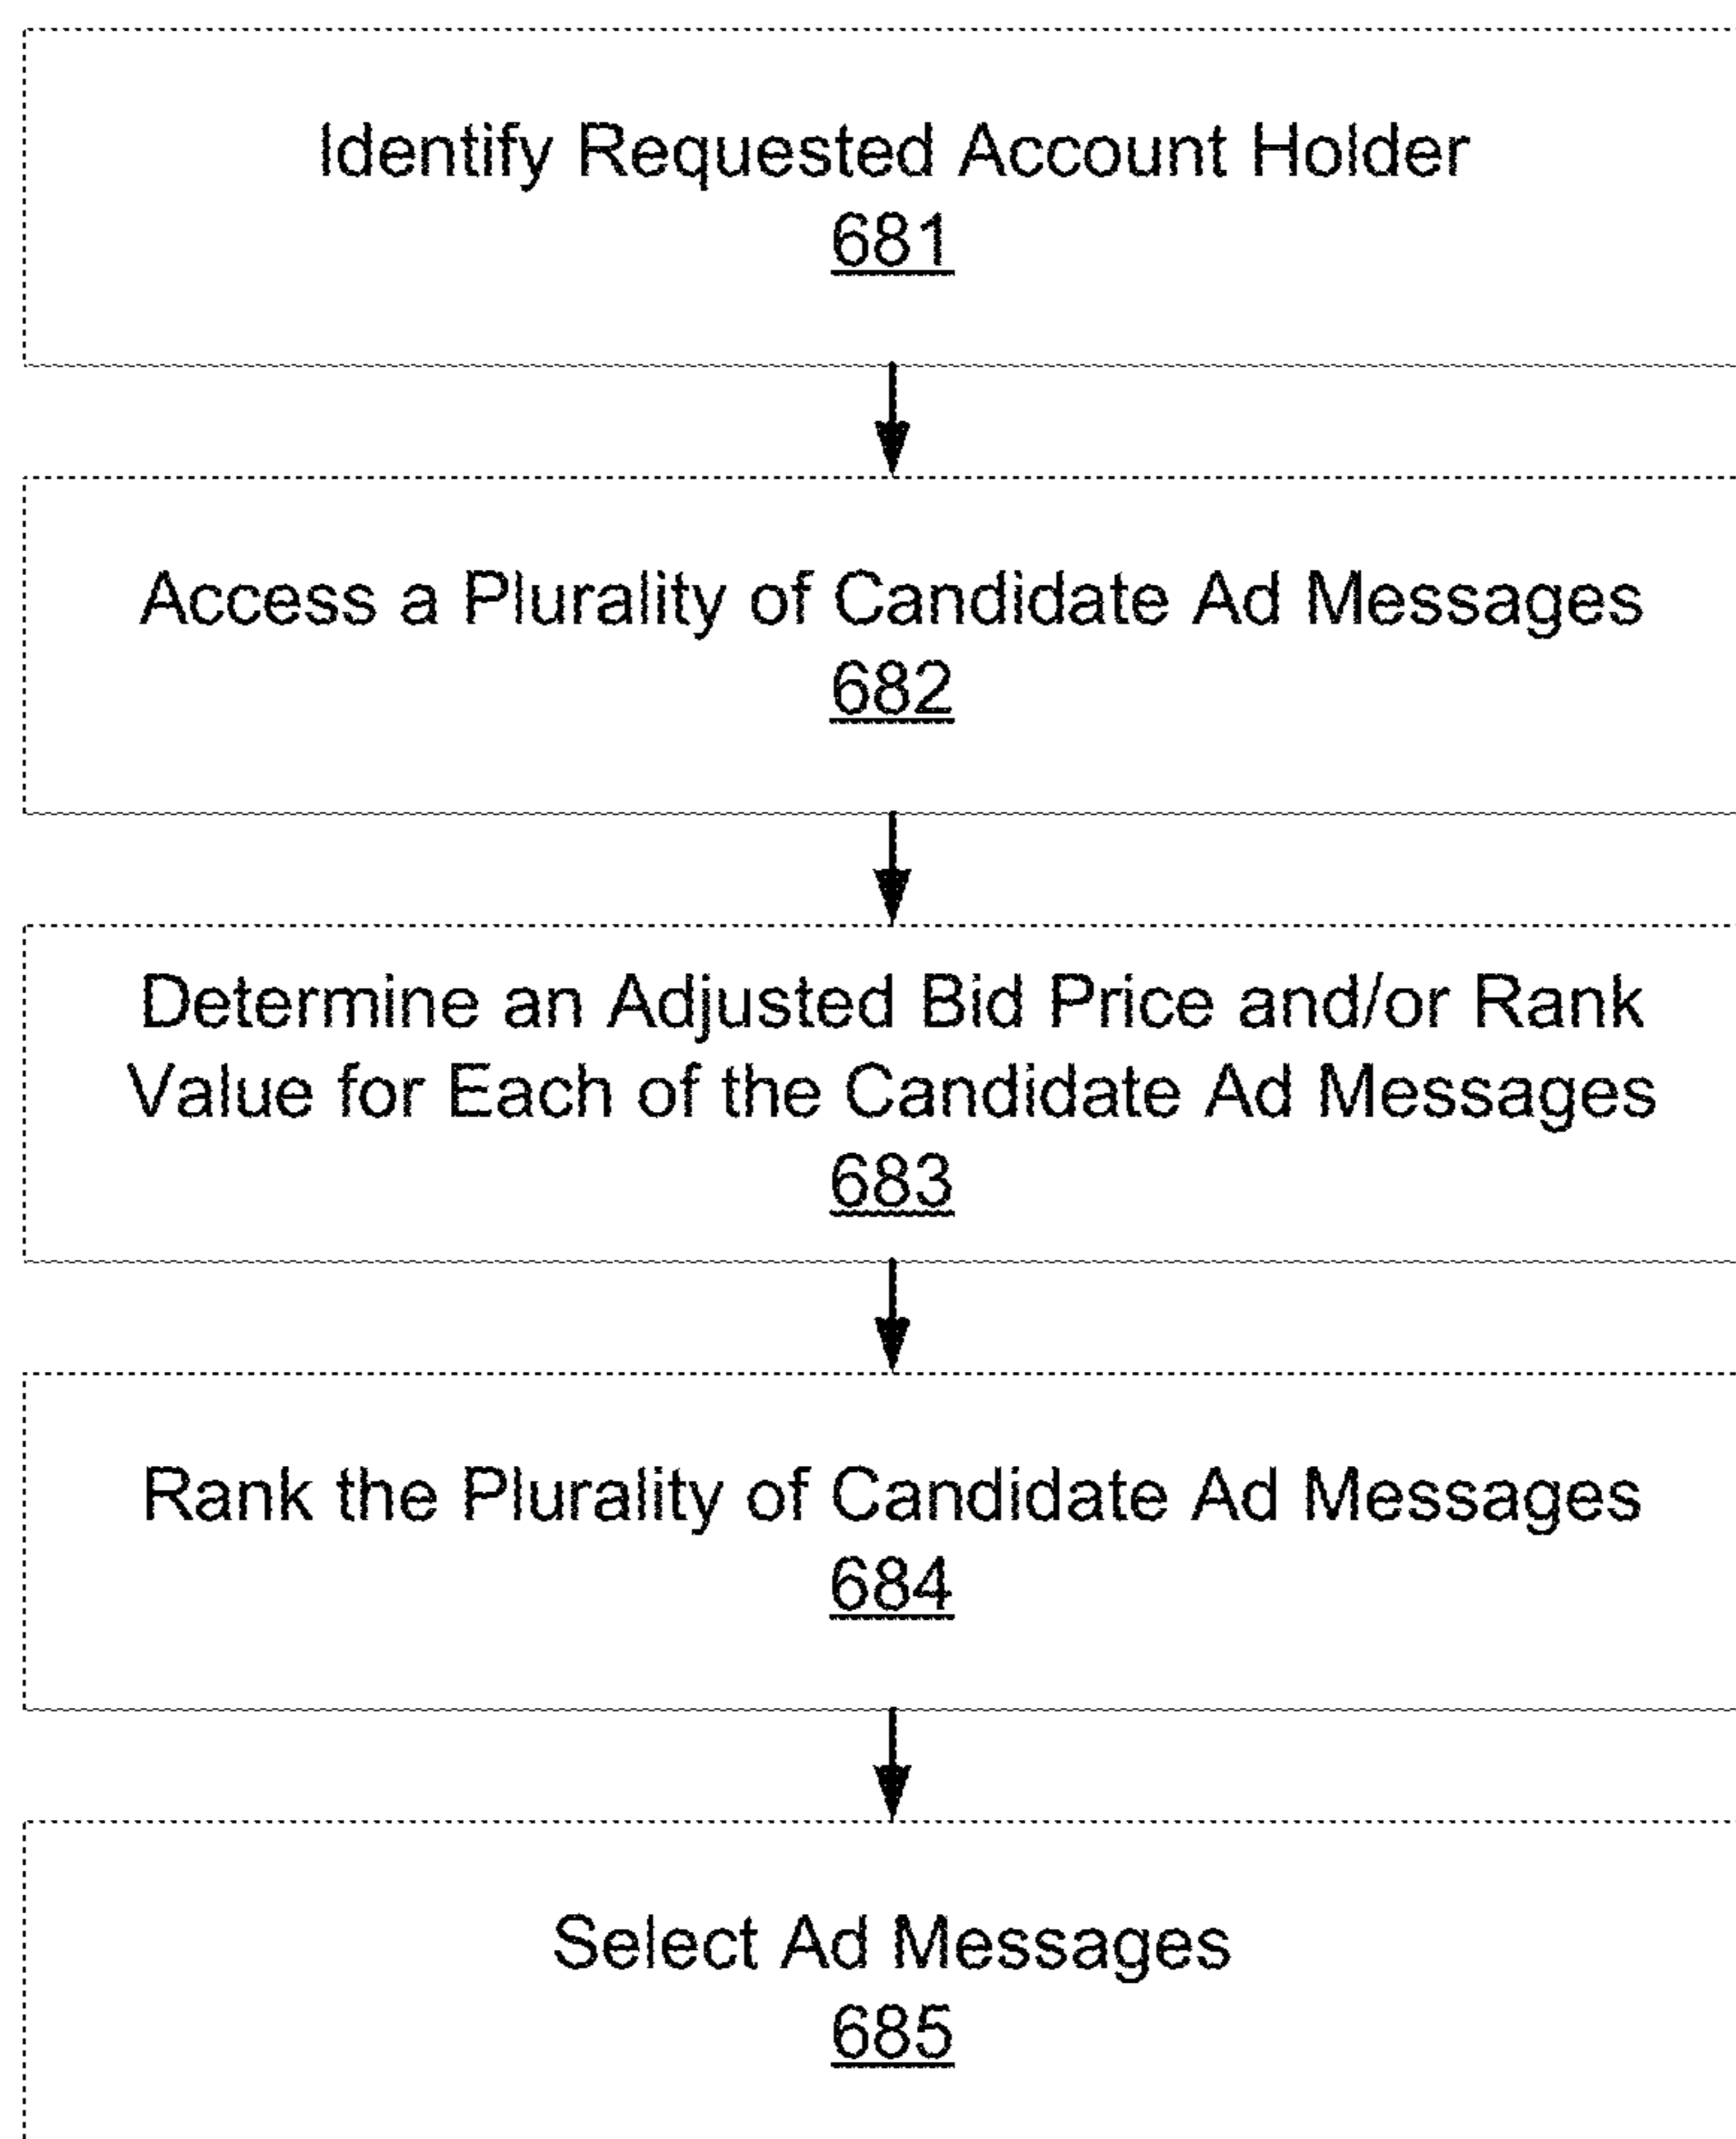 Identify Requested Account Holder
681
Access a Plurality of Candidate Ad Messages
682
Determine an Adjusted Bid Price and/or Rank
Value for Each of the Candidate Ad Messages
683
Rank the Plurality of Candidate Ad Messages
684
Select Ad Messages
685